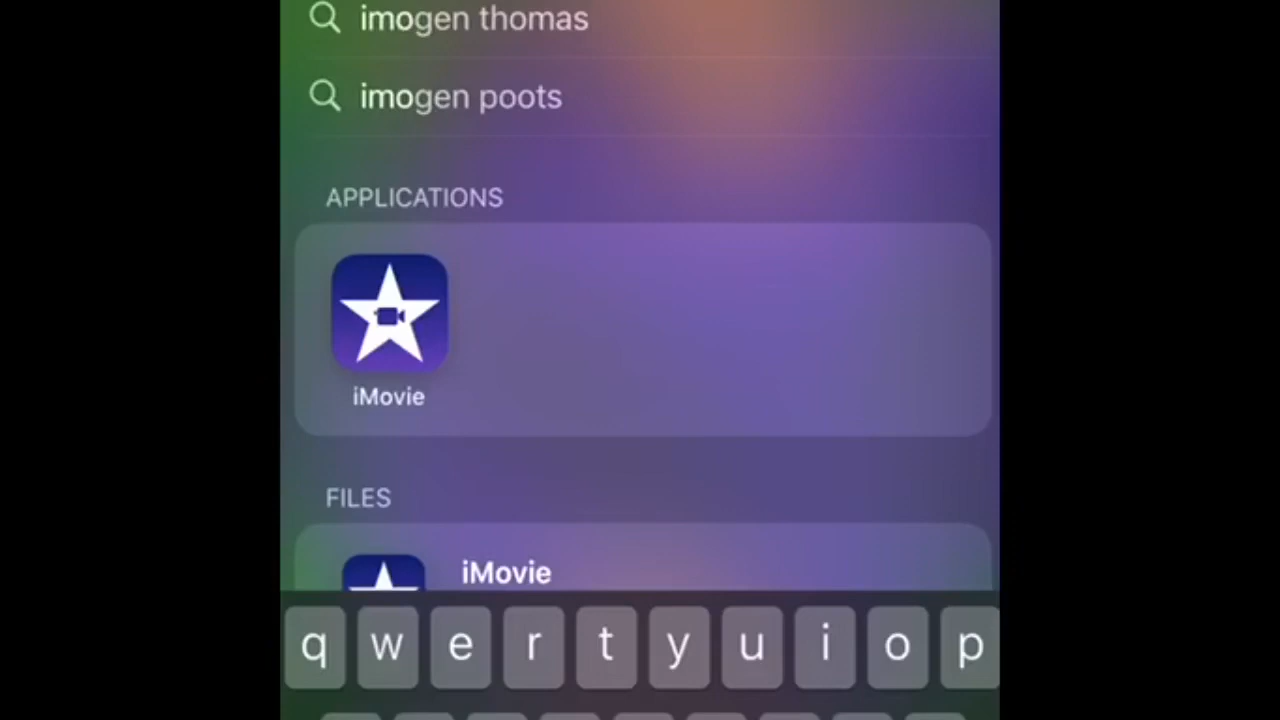 imogen thomas
imogen poots
APPLICATIONS
iMovie
FILES
iMovie
q w e r t y u i o p